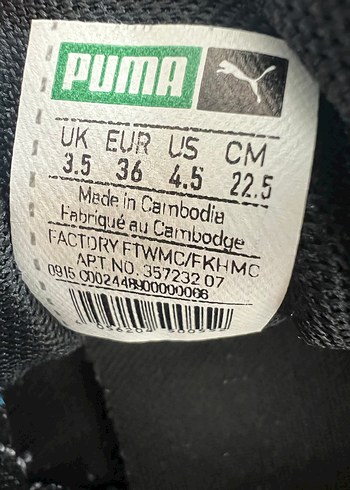 PUMA
UK EUR US CM
3.5 36 4.5 22.5
Made in Cambodia
Fabriqué au Cambodge
FACTORY FTWMC/FKHMC
ART NO. 357232 07
0915 0002448900000066